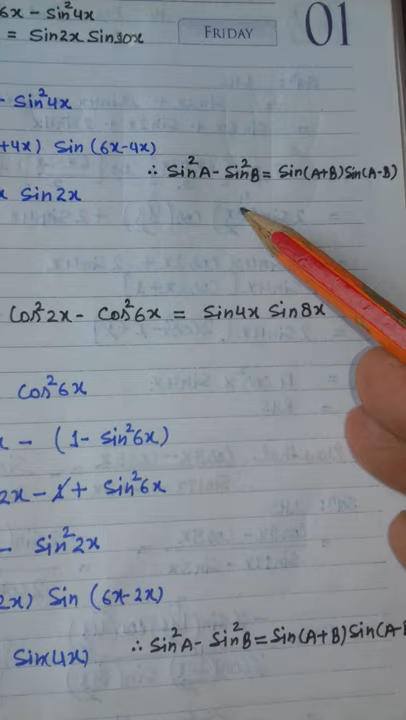 6x - Sin²4x
= Sin2x Sin10x
FRIDAY 01
- Sin²4x
+4x) Sin (6x-4x)
∴ Sin²A - Sin²B = Sin(A+B) Sin(A-B)
x Sin2x
Cos²2x - Cos²6x = Sin4x Sin8x
Cos²6x
x - (1 - Sin²6x)
2x - 1 + Sin²6x
- Sin²2x
2x) Sin (6x-2x)
Sin(4x)
∴ Sin²A - Sin²B = Sin(A+B) Sin(A-B